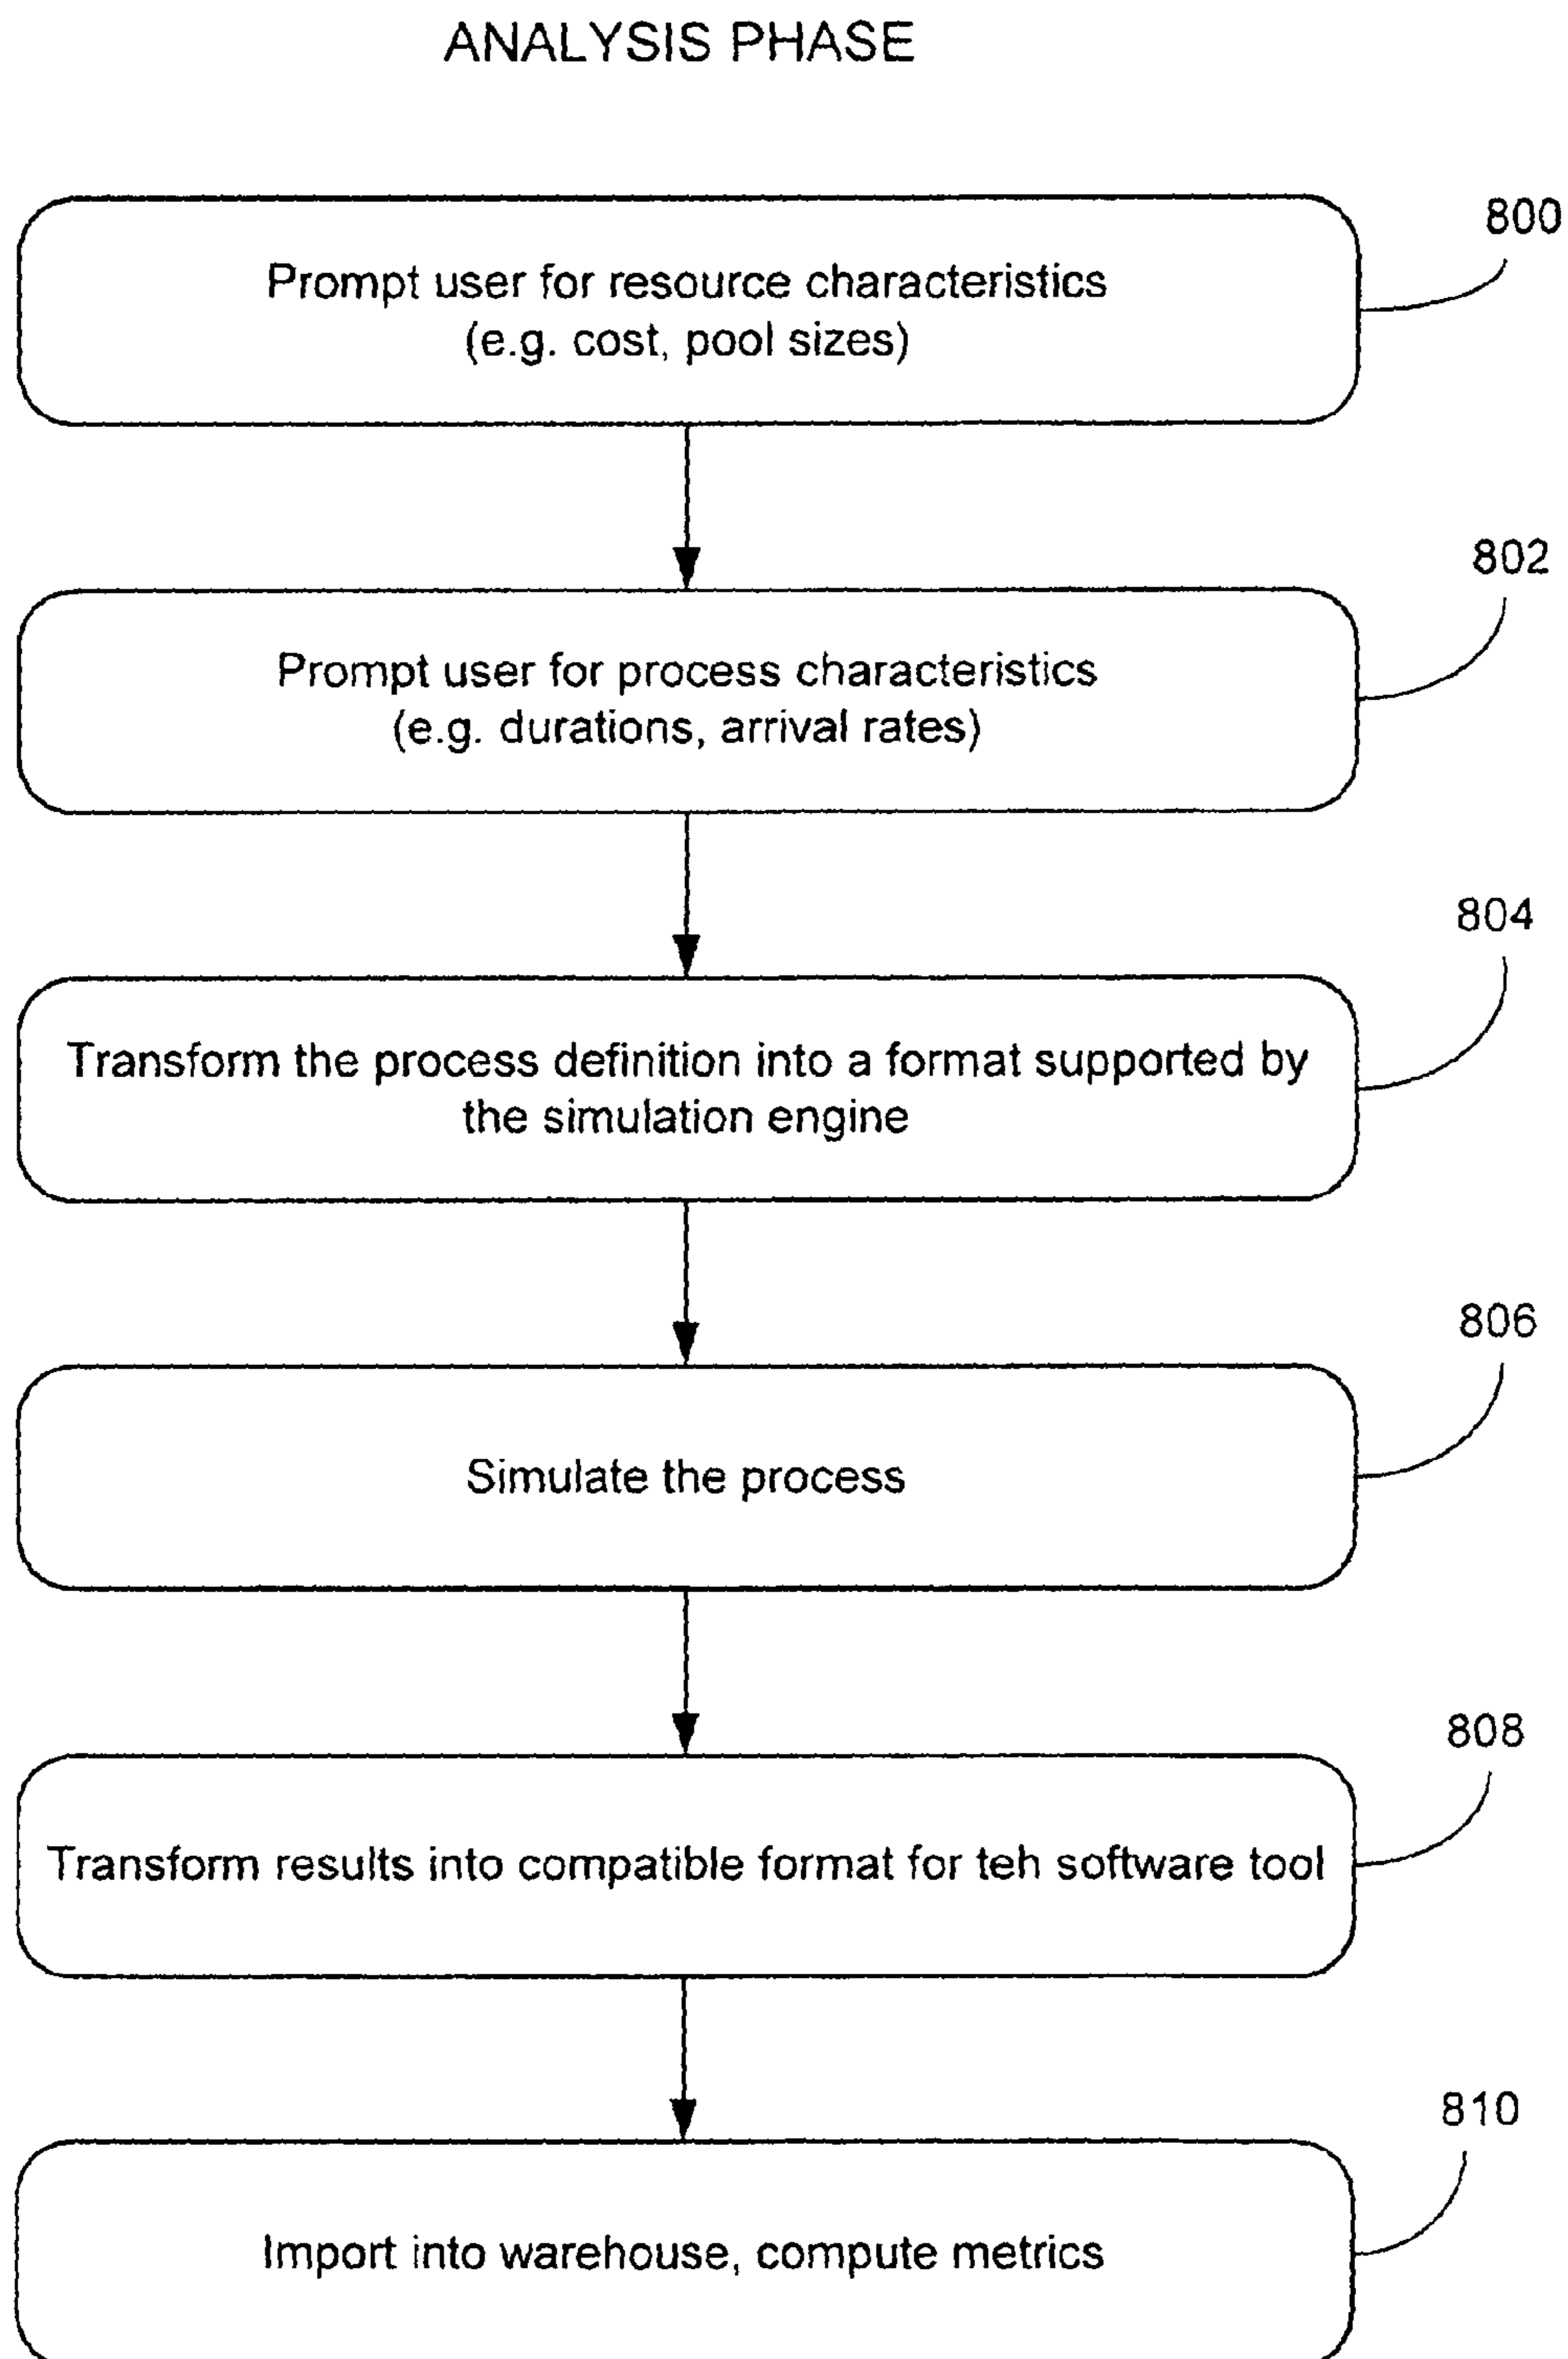 ANALYSIS PHASE
800
Prompt user for resource characteristics
(e.g. cost, pool sizes)
802
Prompt user for process characteristics
(e.g. durations, arrival rates)
804
Transform the process definition into a format supported by
the simulation engine
806
Simulate the process
808
Transform results into compatible format for teh software tool
810
Import into warehouse, compute metrics